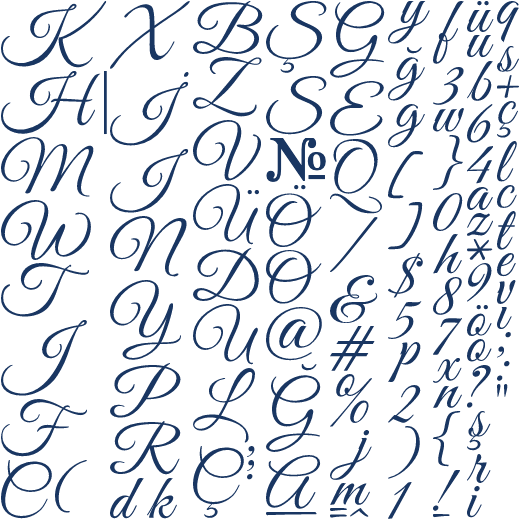 K X B Ş G ÿ f ü q
H | İ Z S E ğ 3 u ş
M I V № Q g w b +
W N Ü Ö / [ } 6 ç
T Y D O & ] 0 4 l
J P U @ # $ h a c
F R L Ğ % 5 8 z t
C ( d k Ç ; A j m p 7 * e
2 x 9 v
) n ö i
1 { o ;
! ? : "
ş
r
i